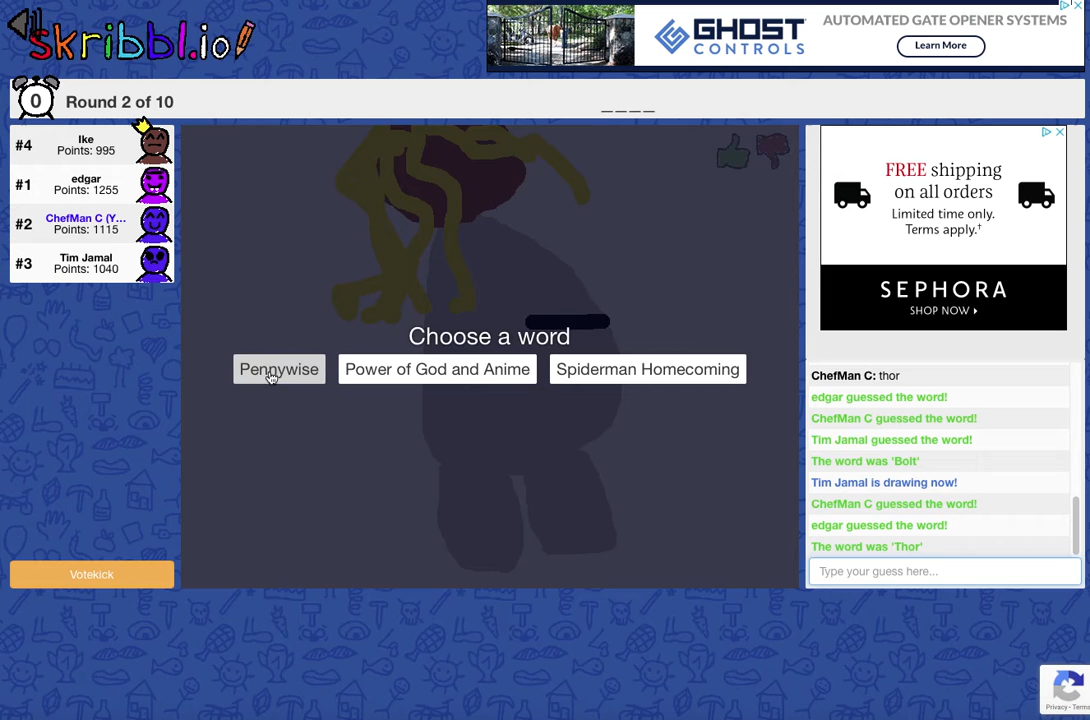 skribbl.io
GHOST
CONTROLS
AUTOMATED GATE OPENER SYSTEMS
Learn More
0
Round 2 of 10
_ _ _ _
#4
Ike
Points: 995
#1
edgar
Points: 1255
#2
ChefMan C (Y...
Points: 1115
#3
Tim Jamal
Points: 1040
Votekick
Choose a word
Pennywise
Power of God and Anime
Spiderman Homecoming
FREE shipping
on all orders
Limited time only.
Terms apply.†
SEPHORA
SHOP NOW
ChefMan C: thor
edgar guessed the word!
ChefMan C guessed the word!
Tim Jamal guessed the word!
The word was 'Bolt'
Tim Jamal is drawing now!
ChefMan C guessed the word!
edgar guessed the word!
The word was 'Thor'
Type your guess here...
Privacy - Terms